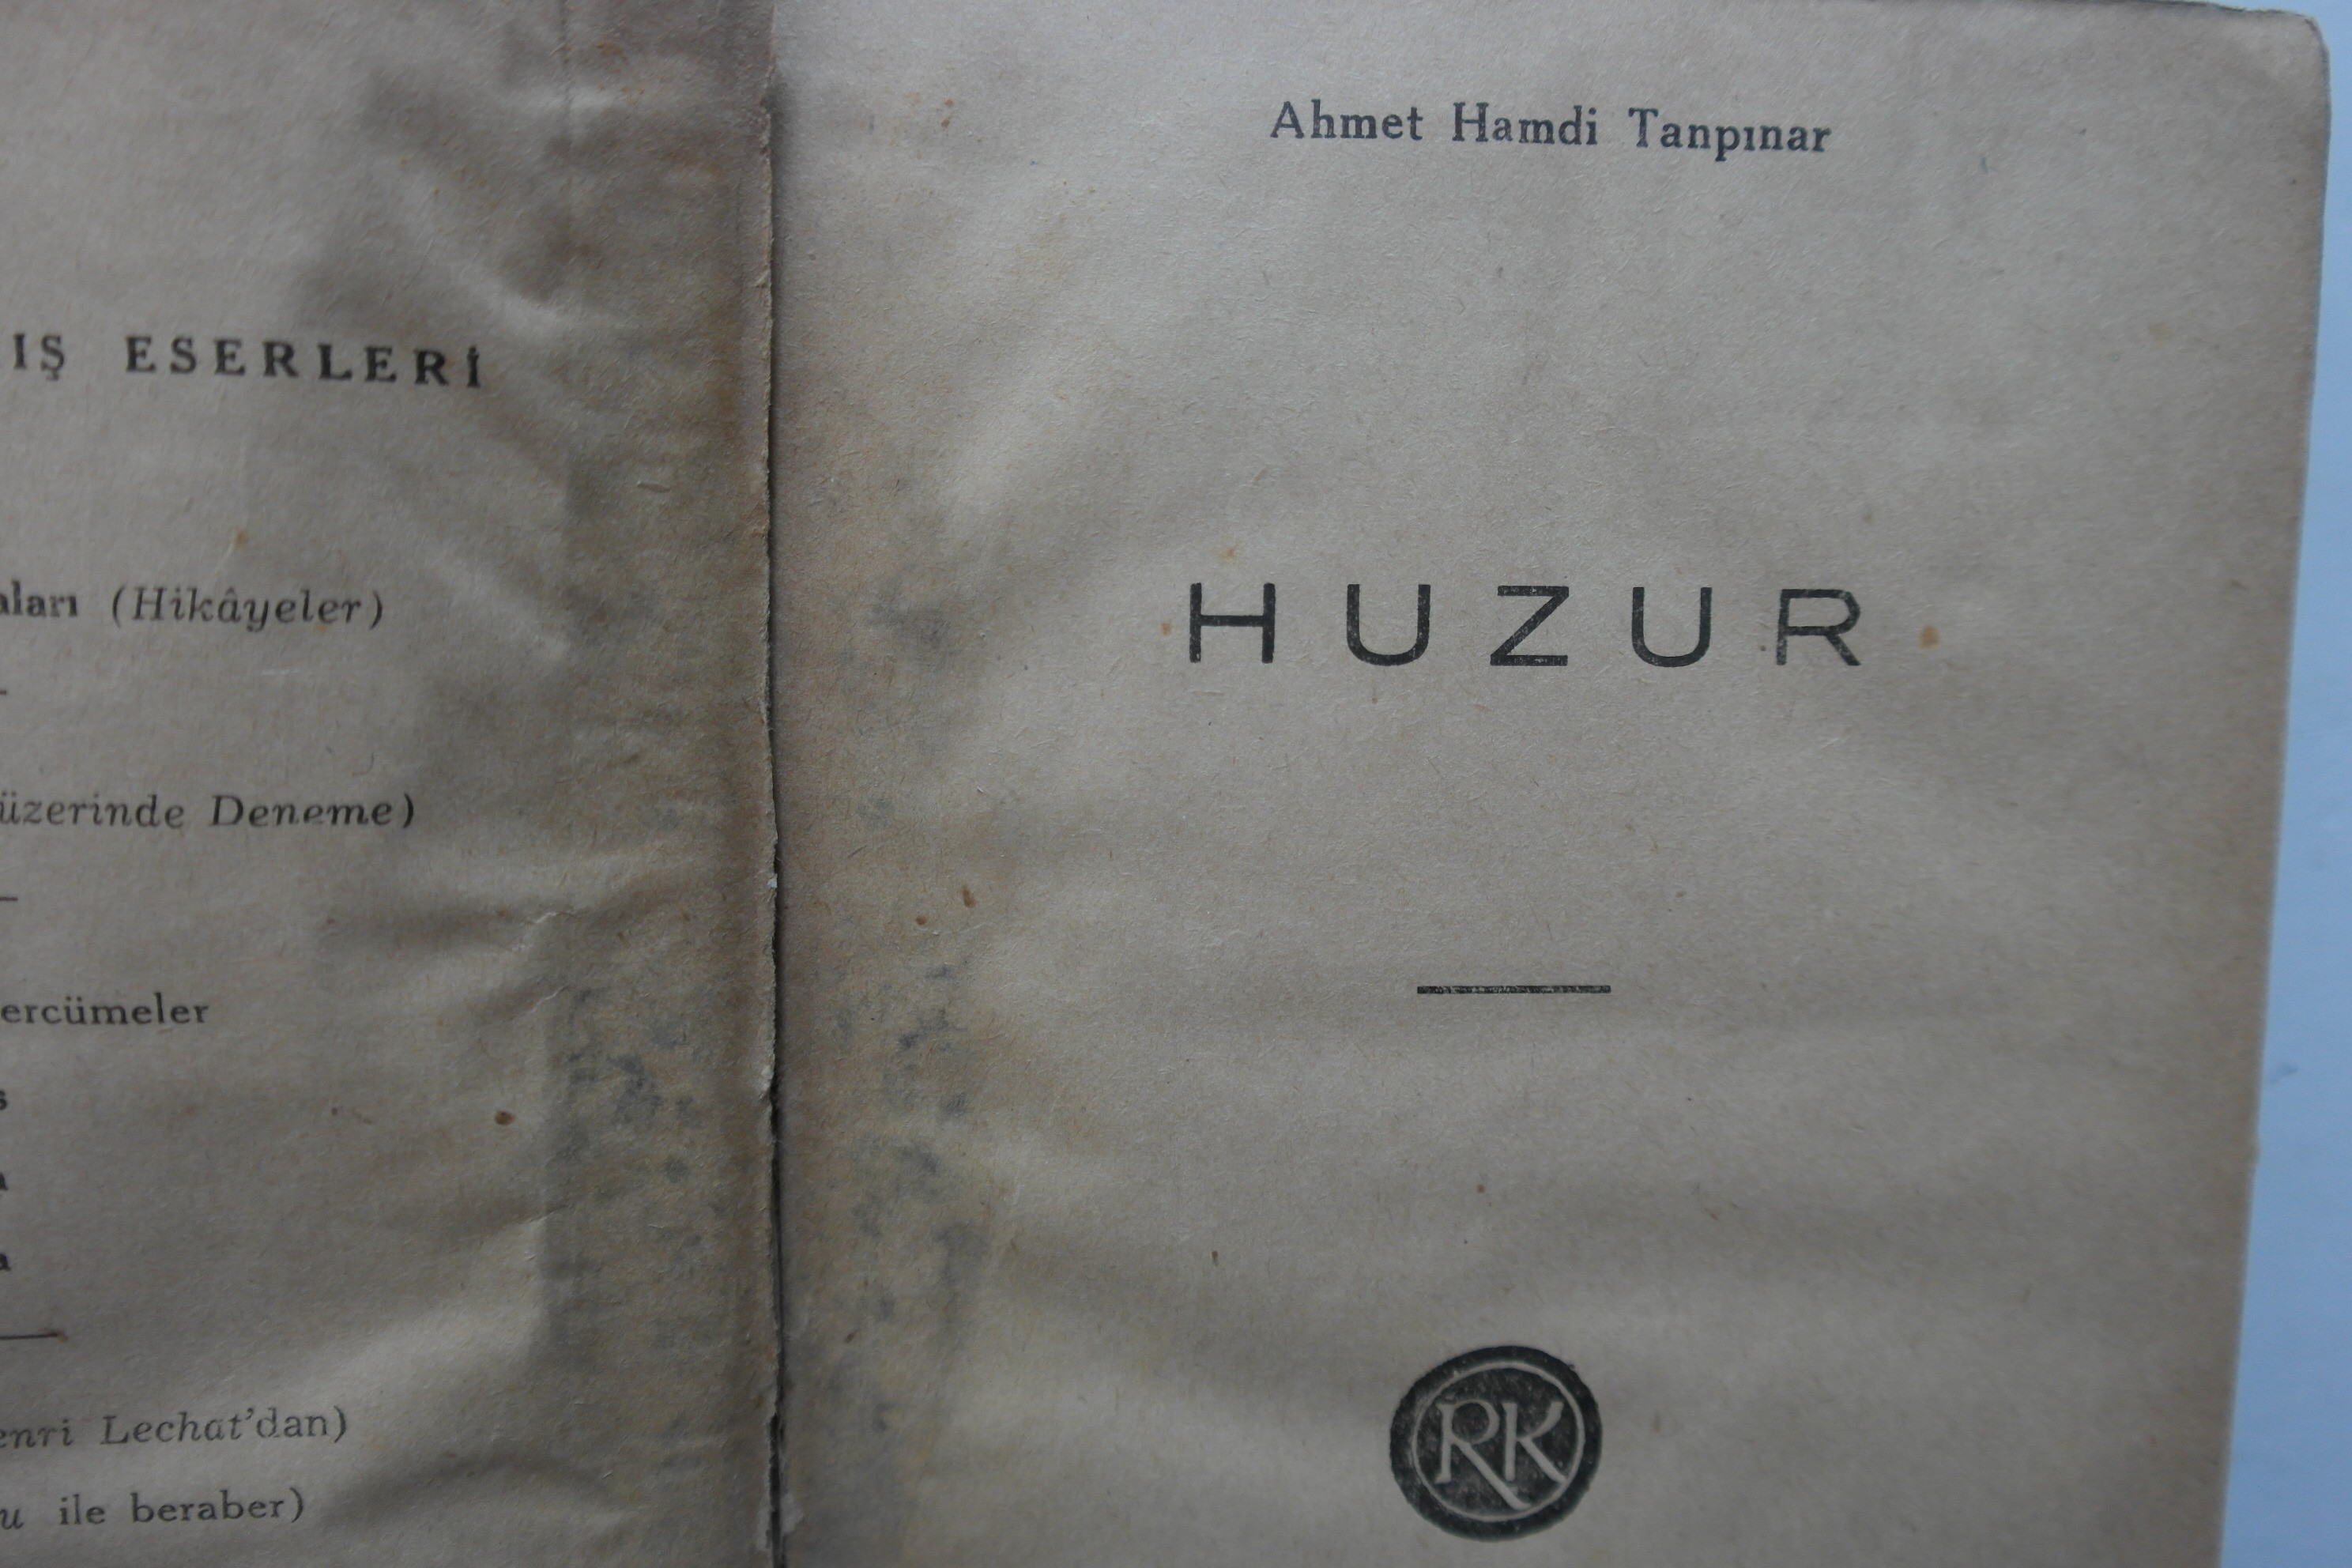 IŞ ESERLERİ
aları (Hikâyeler)
üzerinde Deneme)
ercümeler
s
a
a
enri Lechat'dan)
u ile beraber)
Ahmet Hamdi Tanpınar
HUZUR
RK